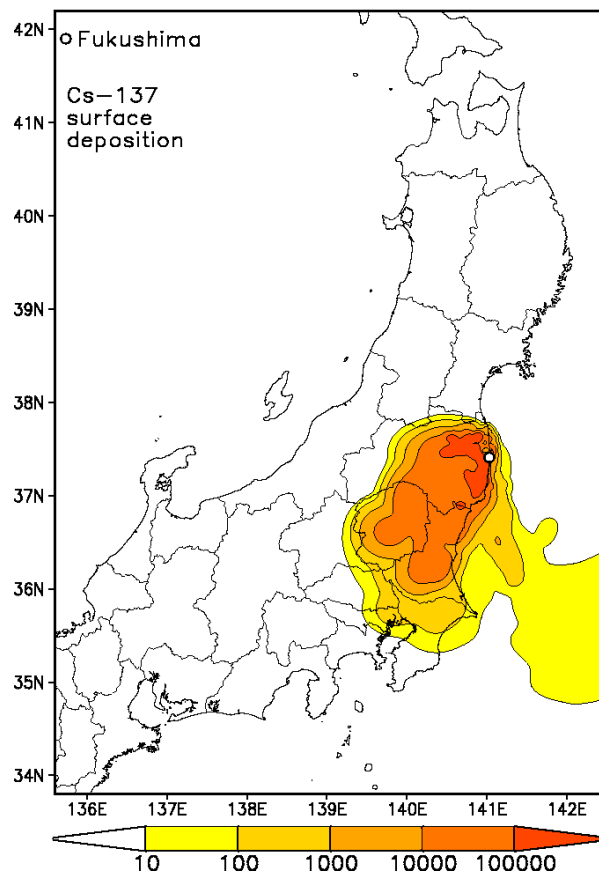 Fukushima
Cs-137
surface
deposition
42N
41N
40N
39N
38N
37N
36N
35N
34N
136E 137E 138E 139E 140E 141E 142E
10 100 1000 10000 100000